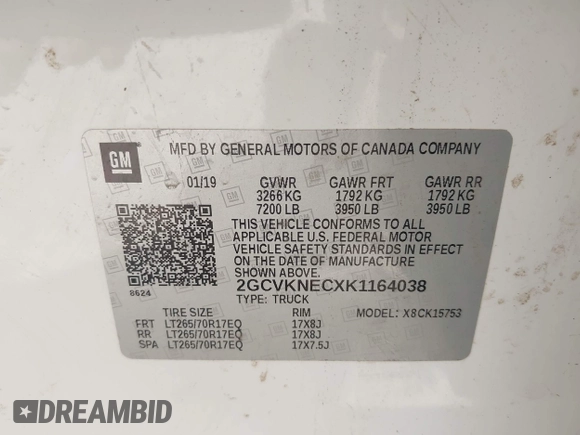 GM
MFD BY GENERAL MOTORS OF CANADA COMPANY
01/19 GVWR GAWR FRT GAWR RR
3266 KG 1792 KG 1792 KG
7200 LB 3950 LB 3950 LB
THIS VEHICLE CONFORMS TO ALL
APPLICABLE U.S. FEDERAL MOTOR
VEHICLE SAFETY STANDARDS IN EFFECT
ON THE DATE OF MANUFACTURE
SHOWN ABOVE.
8624
2GCVKNECXK1164038
TYPE: TRUCK
TIRE SIZE RIM MODEL: X8CK15753
FRT LT265/70R17EQ 17X8J
RR LT265/70R17EQ 17X8J
SPA LT265/70R17EQ 17X7.5J
DREAMBID